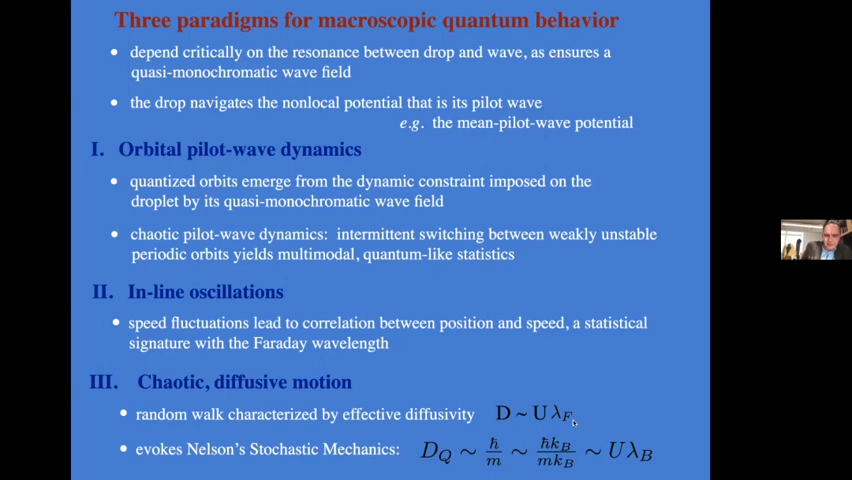 Three paradigms for macroscopic quantum behavior
• depend critically on the resonance between drop and wave, as ensures a
quasi-monochromatic wave field
• the drop navigates the nonlocal potential that is its pilot wave
e.g. the mean-pilot-wave potential
I. Orbital pilot-wave dynamics
• quantized orbits emerge from the dynamic constraint imposed on the
droplet by its quasi-monochromatic wave field
• chaotic pilot-wave dynamics: intermittent switching between weakly unstable
periodic orbits yields multimodal, quantum-like statistics
II. In-line oscillations
• speed fluctuations lead to correlation between position and speed, a statistical
signature with the Faraday wavelength
III. Chaotic, diffusive motion
• random walk characterized by effective diffusivity D ~ U λ_F
• evokes Nelson's Stochastic Mechanics: D_Q ∼ ħ/m ∼ ħk_B/mk_B ∼ Uλ_B